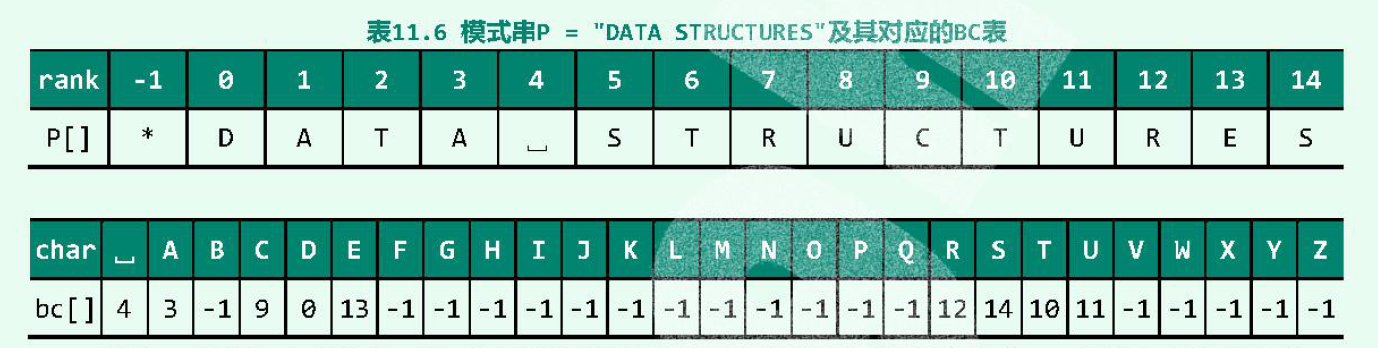 表11.6 模式串P = "DATA STRUCTURES"及其对应的BC表
rank -1 0 1 2 3 4 5 6 7 8 9 10 11 12 13 14
P[] * D A T A ⎵ S T R U C T U R E S
char ⎵ A B C D E F G H I J K L M N O P Q R S T U V W X Y Z
bc[] 4 3 -1 9 0 13 -1 -1 -1 -1 -1 -1 -1 -1 -1 -1 -1 -1 12 14 10 11 -1 -1 -1 -1 -1